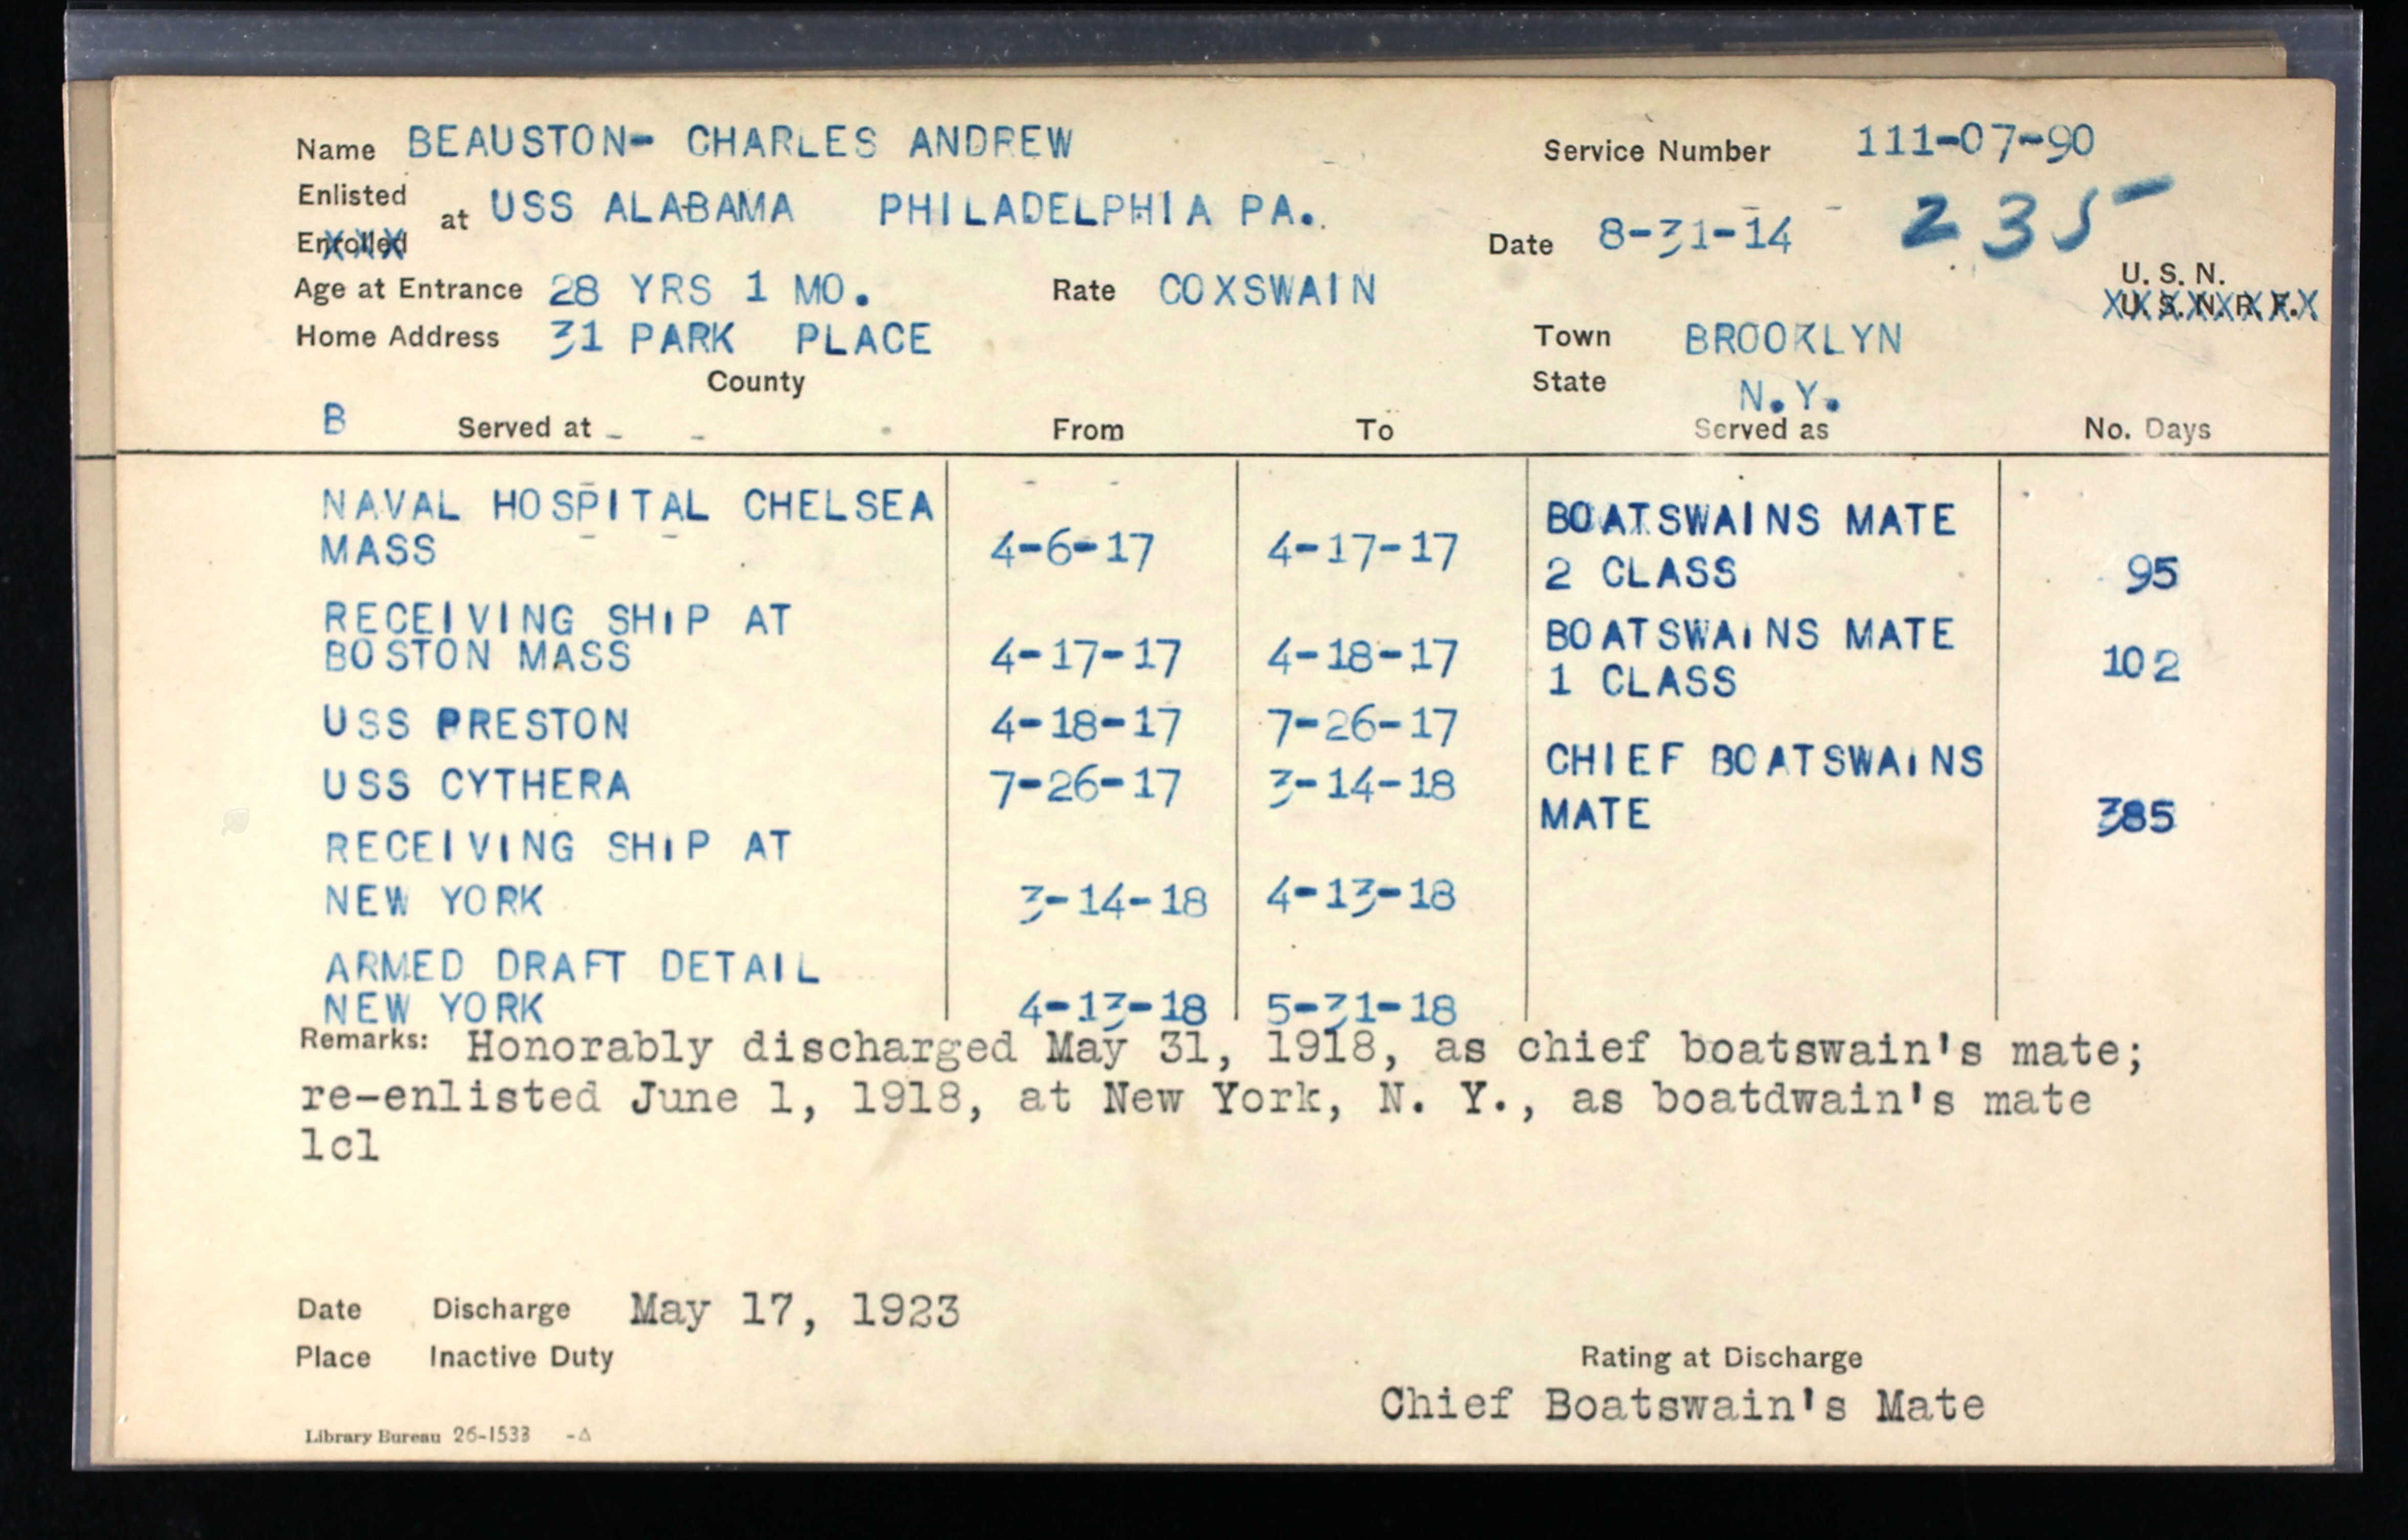 Name BEAUSTON- CHARLES ANDREW Service Number 111-07-90
Enlisted at USS ALABAMA PHILADELPHIA PA. Date 8-31-14 235
Enrolled XXX U. S. N.
Age at Entrance 28 YRS 1 MO. Rate COXSWAIN U. S. N. R. F. XXXXXXXX
Home Address 31 PARK PLACE Town BROOKLYN
County State N.Y.
B Served at From To Served as No. Days
NAVAL HOSPITAL CHELSEA BOATSWAINS MATE
MASS 4-6-17 4-17-17 2 CLASS 95
RECEIVING SHIP AT BOATSWAINS MATE
BOSTON MASS 4-17-17 4-18-17 1 CLASS 102
USS PRESTON 4-18-17 7-26-17
USS CYTHERA 7-26-17 3-14-18 CHIEF BOATSWAINS
RECEIVING SHIP AT MATE 385
NEW YORK 3-14-18 4-13-18
ARMED DRAFT DETAIL
NEW YORK 4-13-18 5-31-18
Remarks: Honorably discharged May 31, 1918, as chief boatswain's mate;
re-enlisted June 1, 1918, at New York, N. Y., as boatdwain's mate
1cl
Date Discharge May 17, 1923
Place Inactive Duty Rating at Discharge
Chief Boatswain's Mate
Library Bureau 26-1533 -Δ